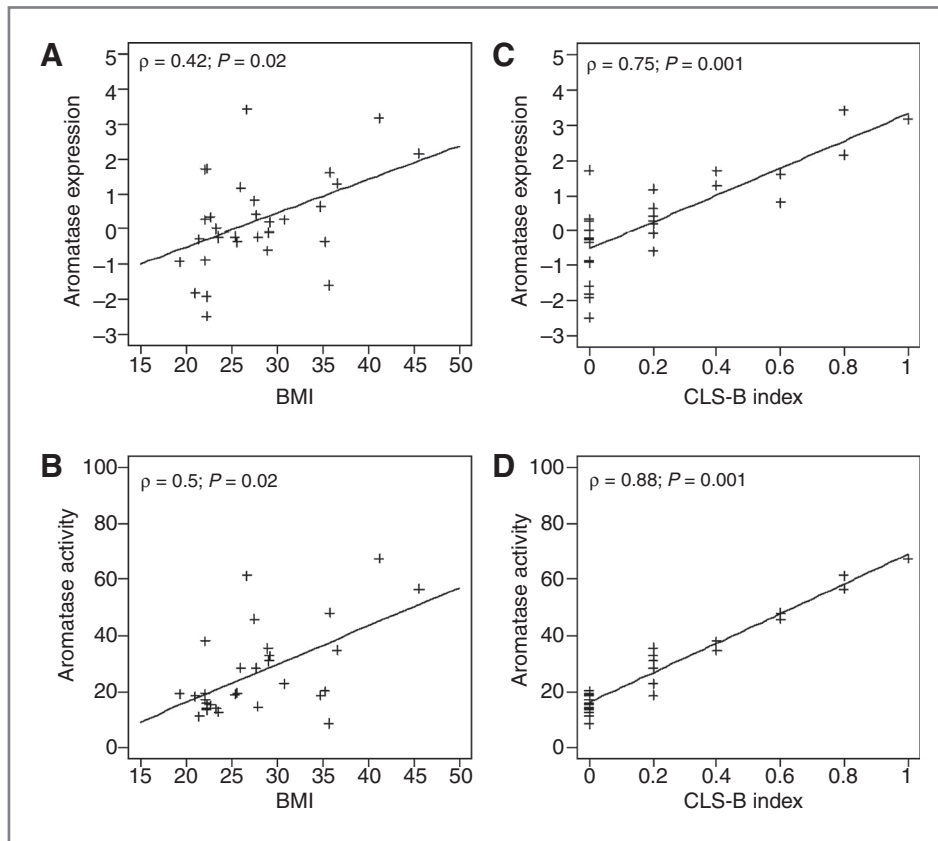 A
ρ = 0.42; P = 0.02
Aromatase expression
5
4
3
2
1
0
–1
–2
–3
15 20 25 30 35 40 45 50
BMI
C
ρ = 0.75; P = 0.001
Aromatase expression
5
4
3
2
1
0
–1
–2
–3
0 0.2 0.4 0.6 0.8 1
CLS-B index
B
ρ = 0.5; P = 0.02
Aromatase activity
100
80
60
40
20
0
15 20 25 30 35 40 45 50
BMI
D
ρ = 0.88; P = 0.001
Aromatase activity
100
80
60
40
20
0
0 0.2 0.4 0.6 0.8 1
CLS-B index